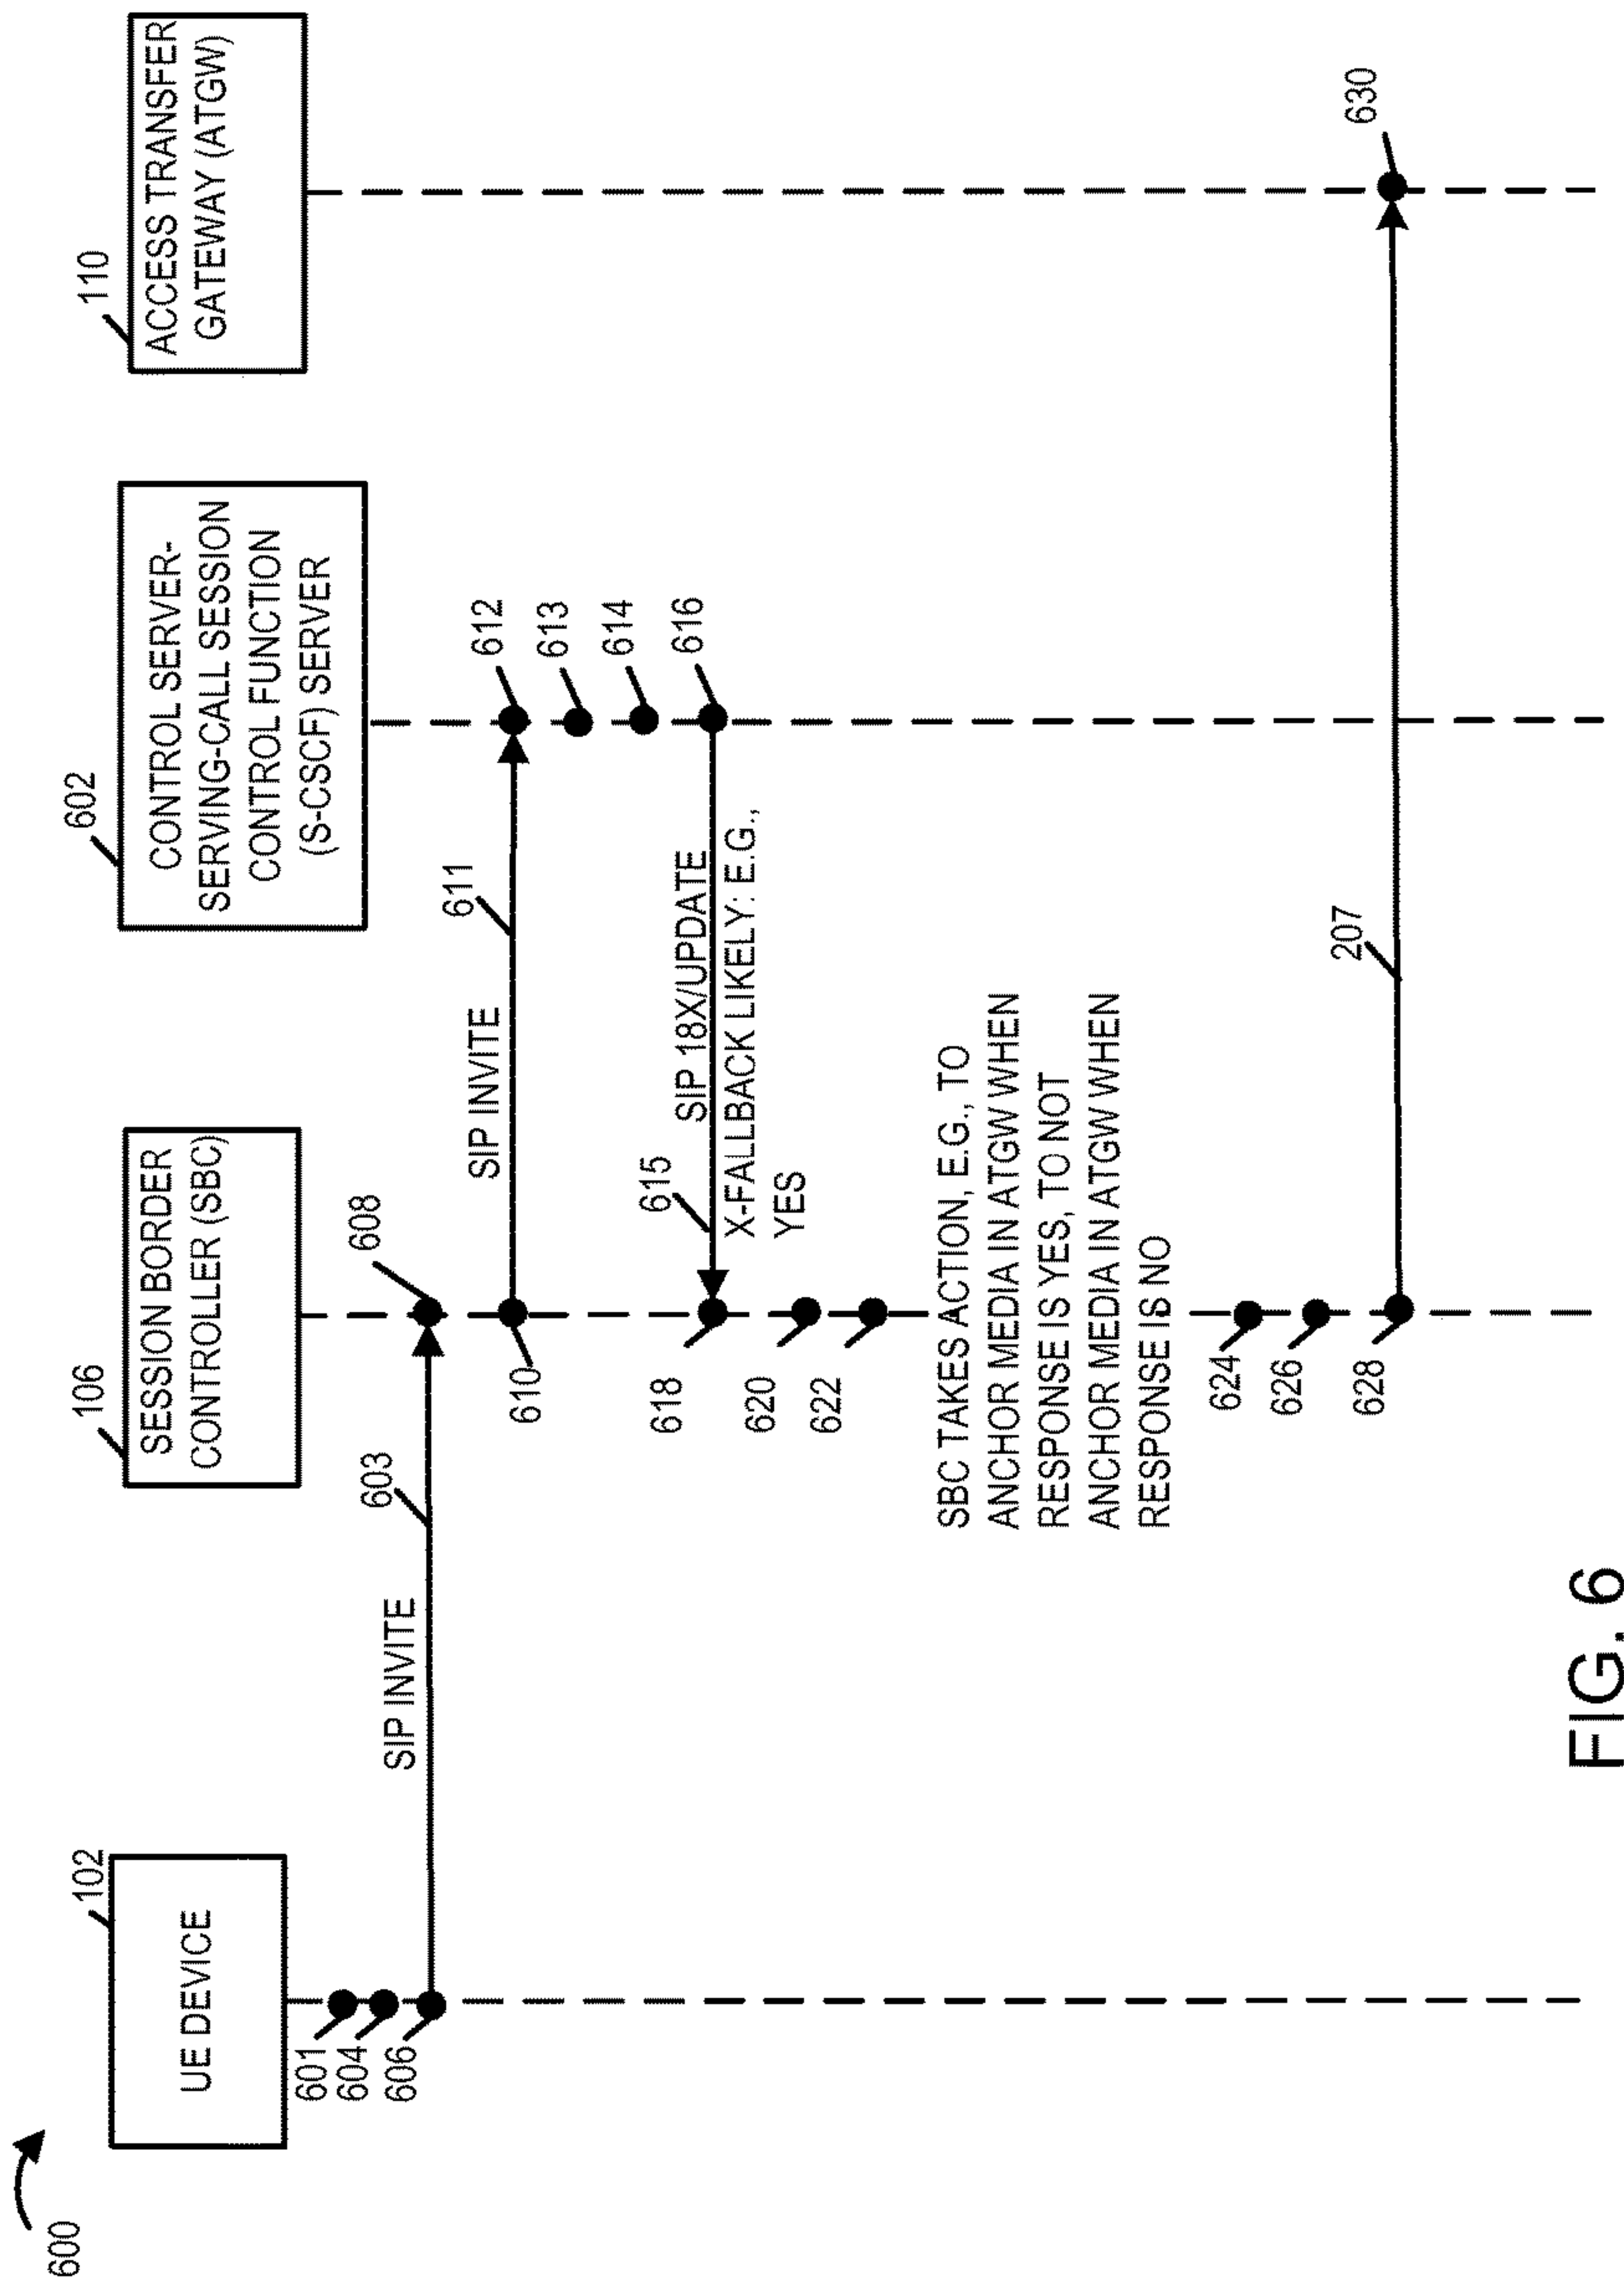 600
102
UE DEVICE
106
SESSION BORDER
CONTROLLER (SBC)
602
CONTROL SERVER-
SERVING-CALL SESSION
CONTROL FUNCTION
(S-CSCF) SERVER
110
ACCESS TRANSFER
GATEWAY (ATGW)
601
604
606
SIP INVITE
603
608
610
SIP INVITE
611
612
613
614
616
SIP 18X/UPDATE
615
X-FALLBACK LIKELY: E.G.,
YES
618
620
622
SBC TAKES ACTION, E.G., TO
ANCHOR MEDIA IN ATGW WHEN
RESPONSE IS YES, TO NOT
ANCHOR MEDIA IN ATGW WHEN
RESPONSE IS NO
624
626
628
207
630
FIG. 6